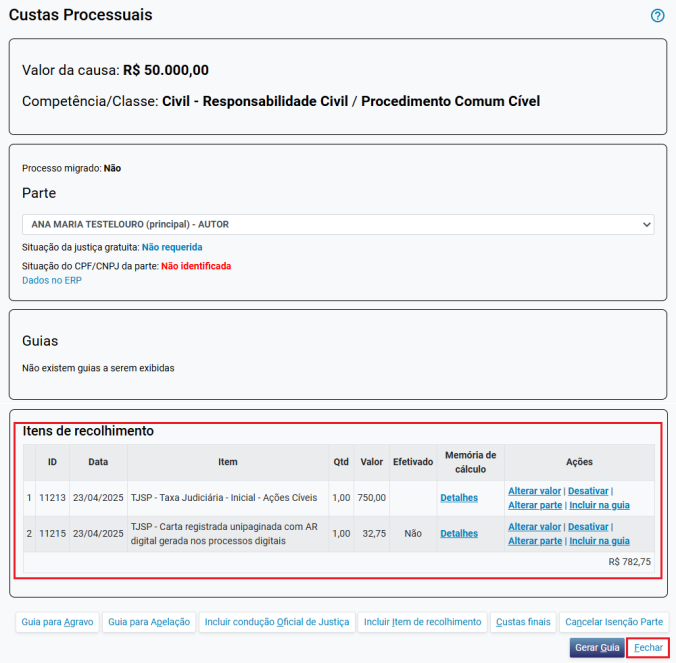 Custas Processuais
Valor da causa: R$ 50.000,00
Competência/Classe: Civil - Responsabilidade Civil / Procedimento Comum Cível
Processo migrado: Não
Parte
ANA MARIA TESTELOURO (principal) - AUTOR
Situação da justiça gratuita: Não requerida
Situação do CPF/CNPJ da parte: Não identificada
Dados no ERP
Guias
Não existem guias a serem exibidas
Itens de recolhimento
ID Data Item Qtd Valor Efetivado Memória de cálculo Ações
1 11213 23/04/2025 TJSP - Taxa Judiciária - Inicial - Ações Cíveis 1,00 750,00 Detalhes Alterar valor | Desativar |
Alterar parte | Incluir na guia
2 11215 23/04/2025 TJSP - Carta registrada unipaginada com AR digital gerada nos processos digitais 1,00 32,75 Não Detalhes Alterar valor | Desativar |
Alterar parte | Incluir na guia
R$ 782,75
Guia para Agravo Guia para Apelação Incluir condução Oficial de Justiça Incluir Item de recolhimento Custas finais Cancelar Isenção Parte
Gerar Guia Fechar